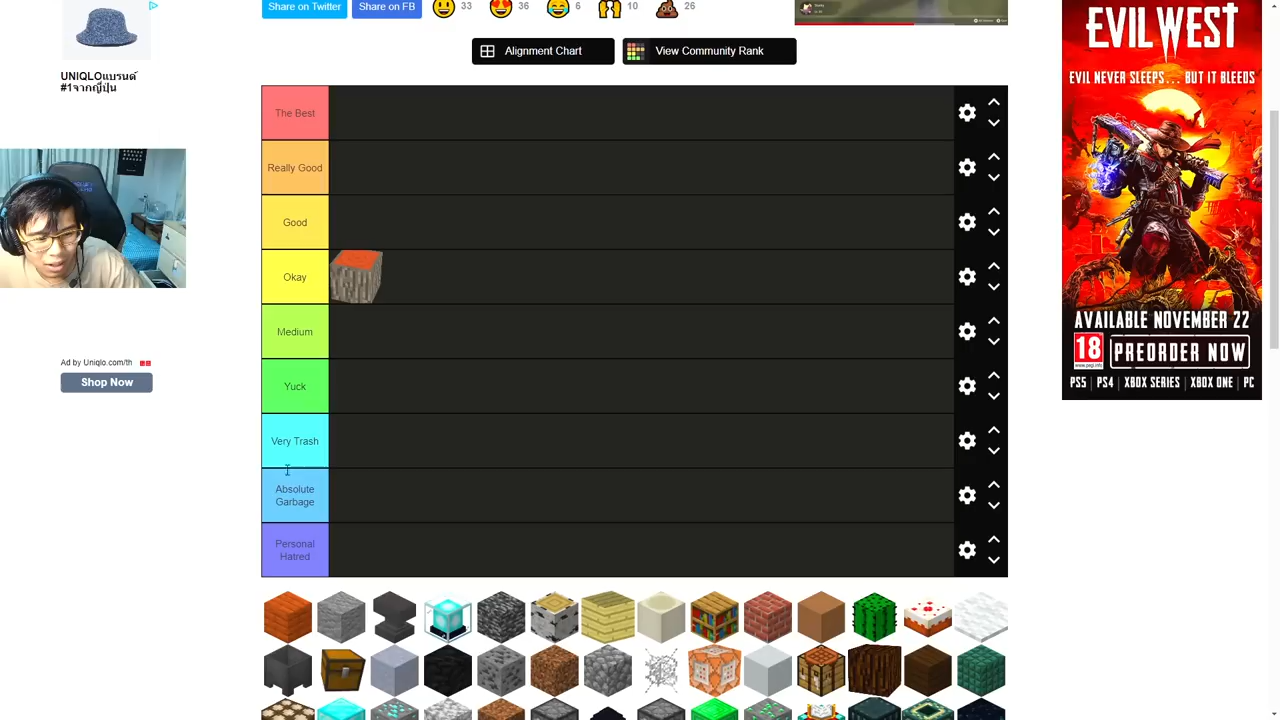 Share on Twitter
Share on FB
33
36
6
10
26
UNIQLOแบรนด์
#1จากญี่ปุ่น
Alignment Chart
View Community Rank
The Best
Really Good
Good
Okay
Medium
Yuck
Very Trash
Absolute
Garbage
Personal
Hatred
Ad by Uniqlo.com/th
Shop Now
EVIL WEST
EVIL NEVER SLEEPS... BUT IT BLEEDS
AVAILABLE NOVEMBER 22
18
www.pegi.info
PREORDER NOW
PS5 | PS4 | XBOX SERIES | XBOX ONE | PC